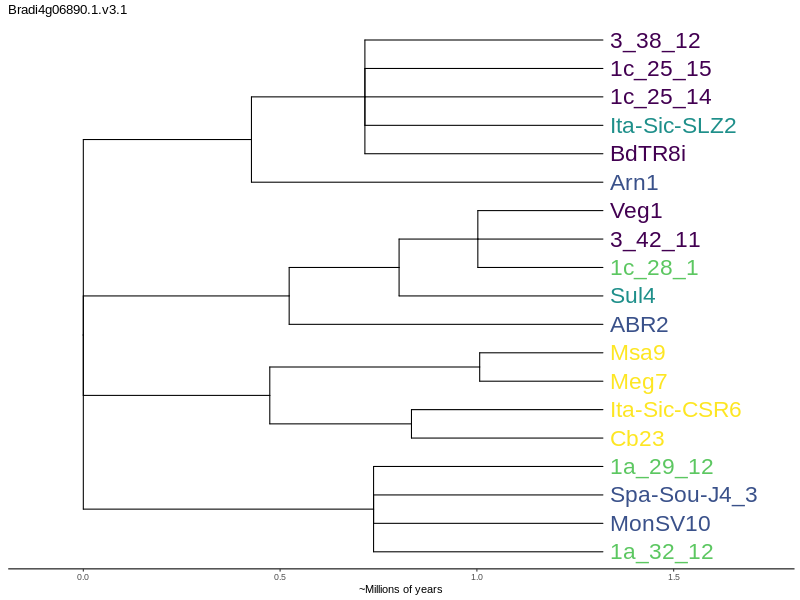 Bradi4g06890.1.v3.1
3_38_12
1c_25_15
1c_25_14
Ita-Sic-SLZ2
BdTR8i
Arn1
Veg1
3_42_11
1c_28_1
Sul4
ABR2
Msa9
Meg7
Ita-Sic-CSR6
Cb23
1a_29_12
Spa-Sou-J4_3
MonSV10
1a_32_12
0.0 0.5 1.0 1.5
~Millions of years